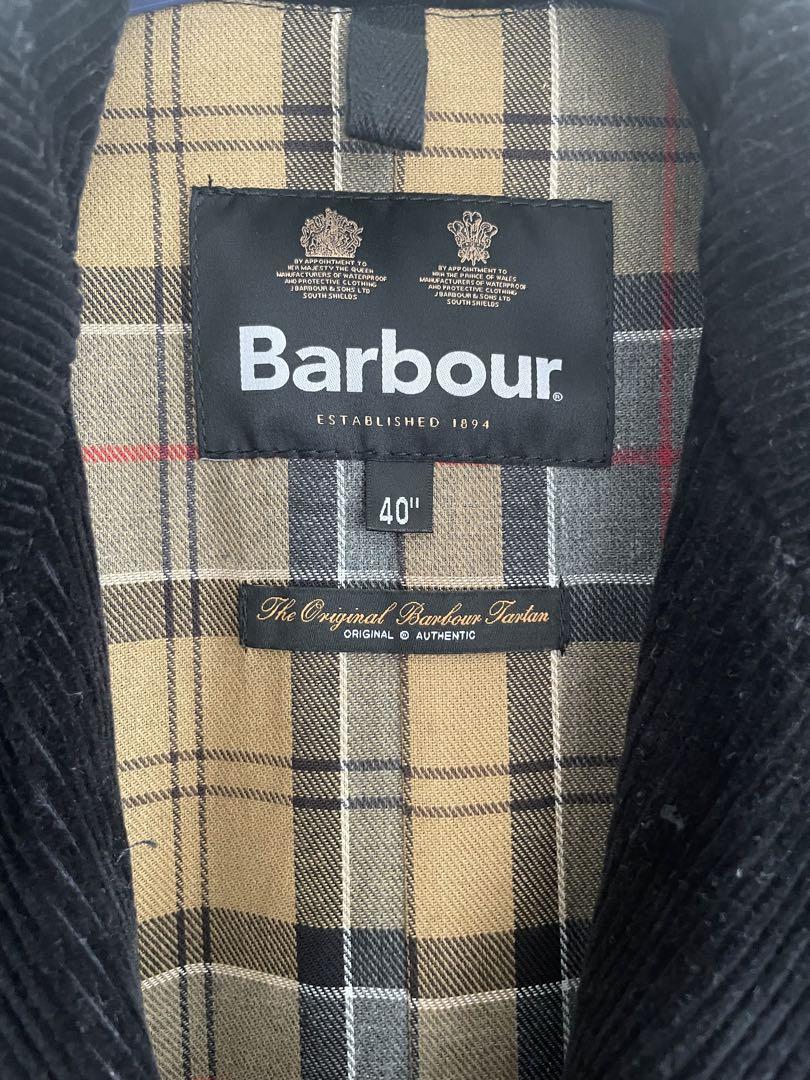 BY APPOINTMENT TO
HER MAJESTY THE QUEEN
MANUFACTURERS OF WATERPROOF
AND PROTECTIVE CLOTHING
J BARBOUR & SONS LTD
SOUTH SHIELDS
BY APPOINTMENT TO
HRH THE PRINCE OF WALES
MANUFACTURERS OF WATERPROOF
AND PROTECTIVE CLOTHING
J BARBOUR & SONS LTD
SOUTH SHIELDS
Barbour®
ESTABLISHED 1894
40"
The Original Barbour Tartan
ORIGINAL © AUTHENTIC